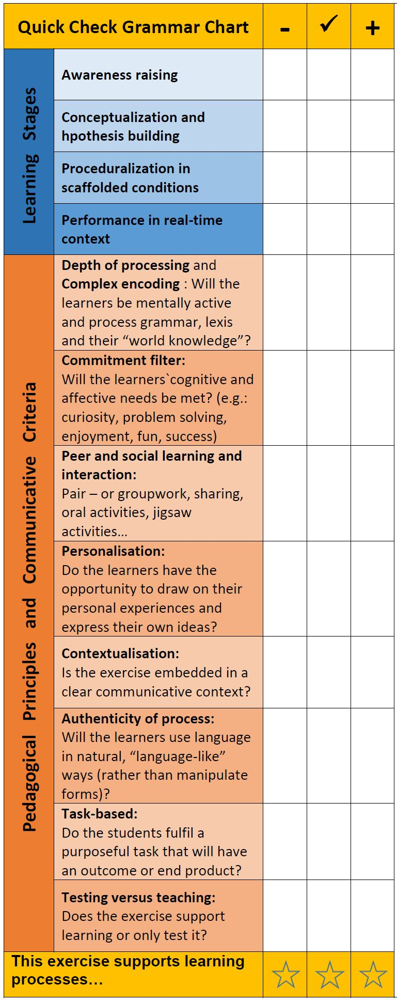 Quick Check Grammar Chart - ✓ +
Learning Stages
Awareness raising
Conceptualization and
hpothesis building
Proceduralization in
scaffolded conditions
Performance in real-time
context
Pedagogical Principles and Communicative Criteria
Depth of processing and
Complex encoding : Will the
learners be mentally active
and process grammar, lexis
and their “world knowledge”?
Commitment filter:
Will the learners`cognitive and
affective needs be met? (e.g.:
curiosity, problem solving,
enjoyment, fun, success)
Peer and social learning and
interaction:
Pair – or groupwork, sharing,
oral activities, jigsaw
activities…
Personalisation:
Do the learners have the
opportunity to draw on their
personal experiences and
express their own ideas?
Contextualisation:
Is the exercise embedded in a
clear communicative context?
Authenticity of process:
Will the learners use language
in natural, “language-like”
ways (rather than manipulate
forms)?
Task-based:
Do the students fulfil a
purposeful task that will have
an outcome or end product?
Testing versus teaching:
Does the exercise support
learning or only test it?
This exercise supports learning
processes…